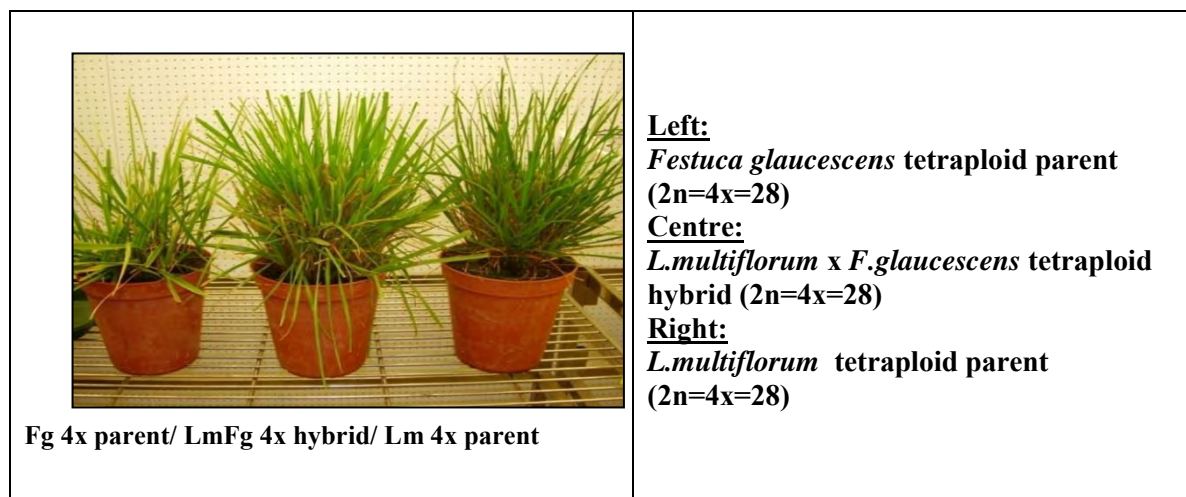 Left:
Festuca glaucescens tetraploid parent
(2n=4x=28)
Centre:
L.multiflorum x F.glaucescens tetraploid
hybrid (2n=4x=28)
Right:
L.multiflorum tetraploid parent
(2n=4x=28)
Fg 4x parent/ LmFg 4x hybrid/ Lm 4x parent